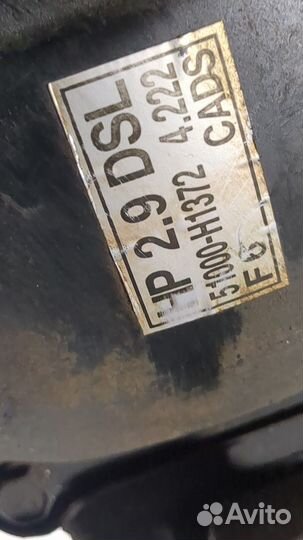 HP 2.9 DSL
51000-H1372 4.222
F C CADS
Avito